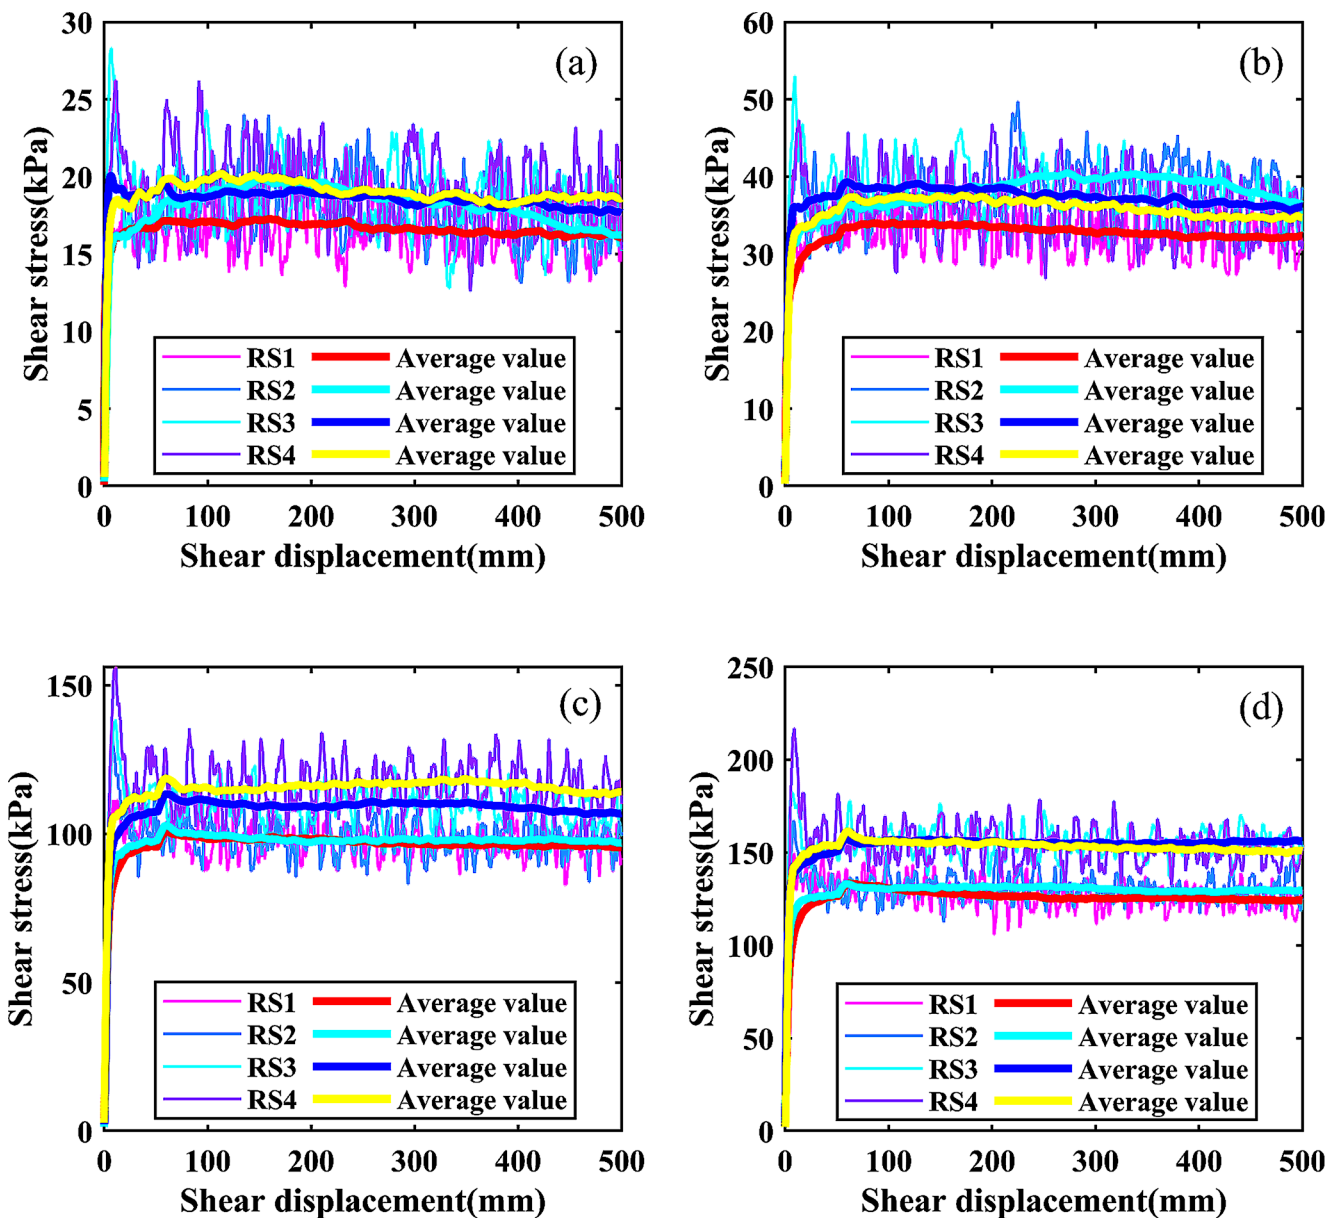 (a)
30
25
20
15
10
5
0
Shear stress(kPa)
RS1 Average value
RS2 Average value
RS3 Average value
RS4 Average value
0 100 200 300 400 500
Shear displacement(mm)
(b)
60
50
40
30
20
10
0
Shear stress(kPa)
RS1 Average value
RS2 Average value
RS3 Average value
RS4 Average value
0 100 200 300 400 500
Shear displacement(mm)
(c)
150
100
50
0
Shear stress(kPa)
RS1 Average value
RS2 Average value
RS3 Average value
RS4 Average value
0 100 200 300 400 500
Shear displacement(mm)
(d)
250
200
150
100
50
0
Shear stress(kPa)
RS1 Average value
RS2 Average value
RS3 Average value
RS4 Average value
0 100 200 300 400 500
Shear displacement(mm)